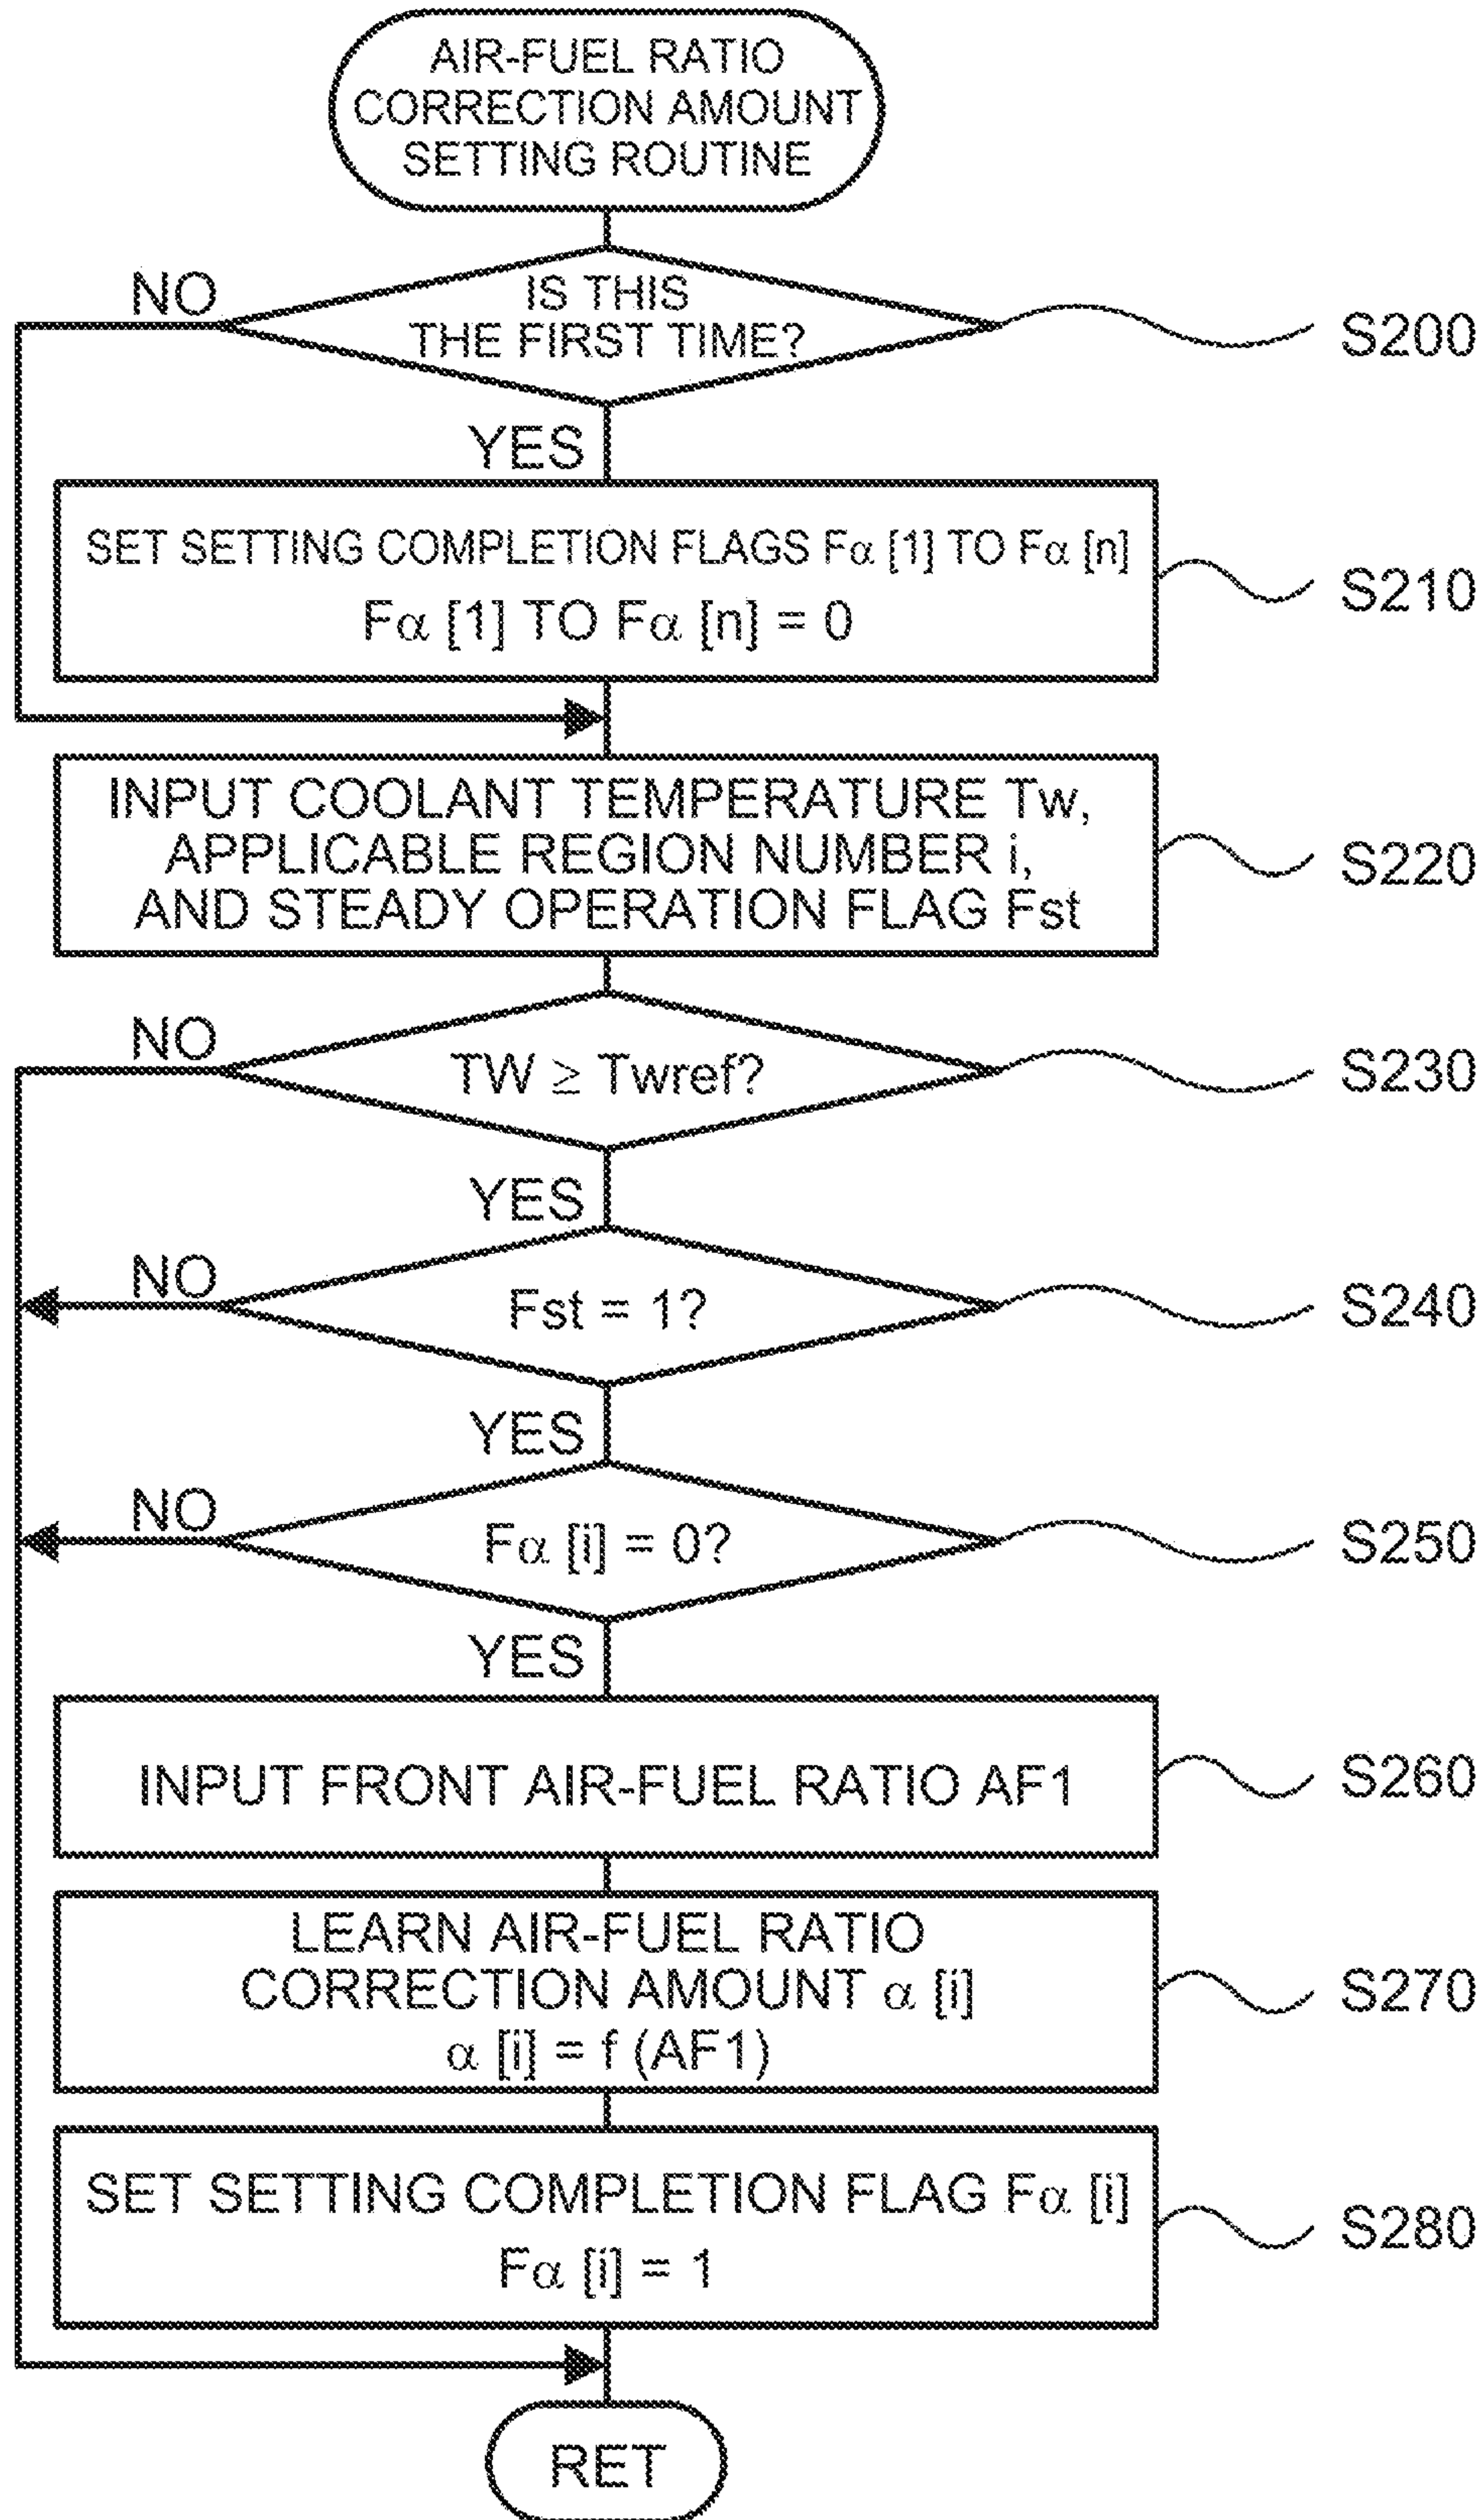 AIR-FUEL RATIO
CORRECTION AMOUNT
SETTING ROUTINE
NO
IS THIS
THE FIRST TIME?
S200
YES
SET SETTING COMPLETION FLAGS Fα [1] TO Fα [n]
Fα [1] TO Fα [n] = 0
S210
INPUT COOLANT TEMPERATURE Tw,
APPLICABLE REGION NUMBER i,
AND STEADY OPERATION FLAG Fst
S220
NO
TW ≥ Twref?
S230
YES
NO
Fst = 1?
S240
YES
NO
Fα [i] = 0?
S250
YES
INPUT FRONT AIR-FUEL RATIO AF1
S260
LEARN AIR-FUEL RATIO
CORRECTION AMOUNT α [i]
α [i] = f (AF1)
S270
SET SETTING COMPLETION FLAG Fα [i]
Fα [i] = 1
S280
RET